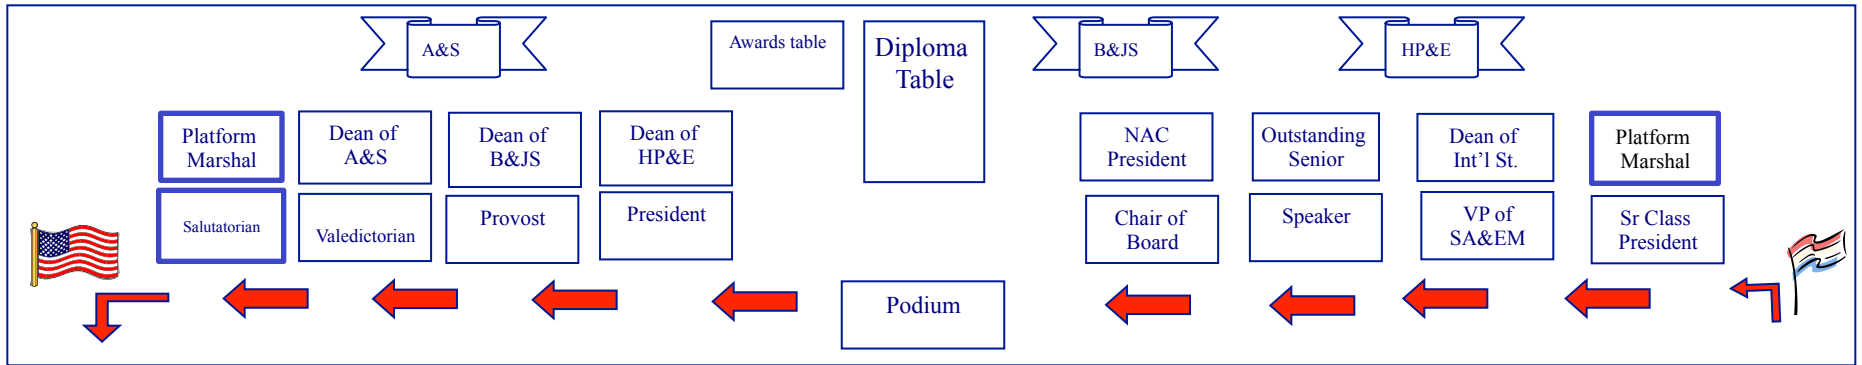 A&S
Awards table
Diploma
Table
B&JS
HP&E
Platform
Marshal
Dean of
A&S
Dean of
B&JS
Dean of
HP&E
NAC
President
Outstanding
Senior
Dean of
Int'l St.
Platform
Marshal
Salutatorian
Valedictorian
Provost
President
Chair of
Board
Speaker
VP of
SA&EM
Sr Class
President
Podium